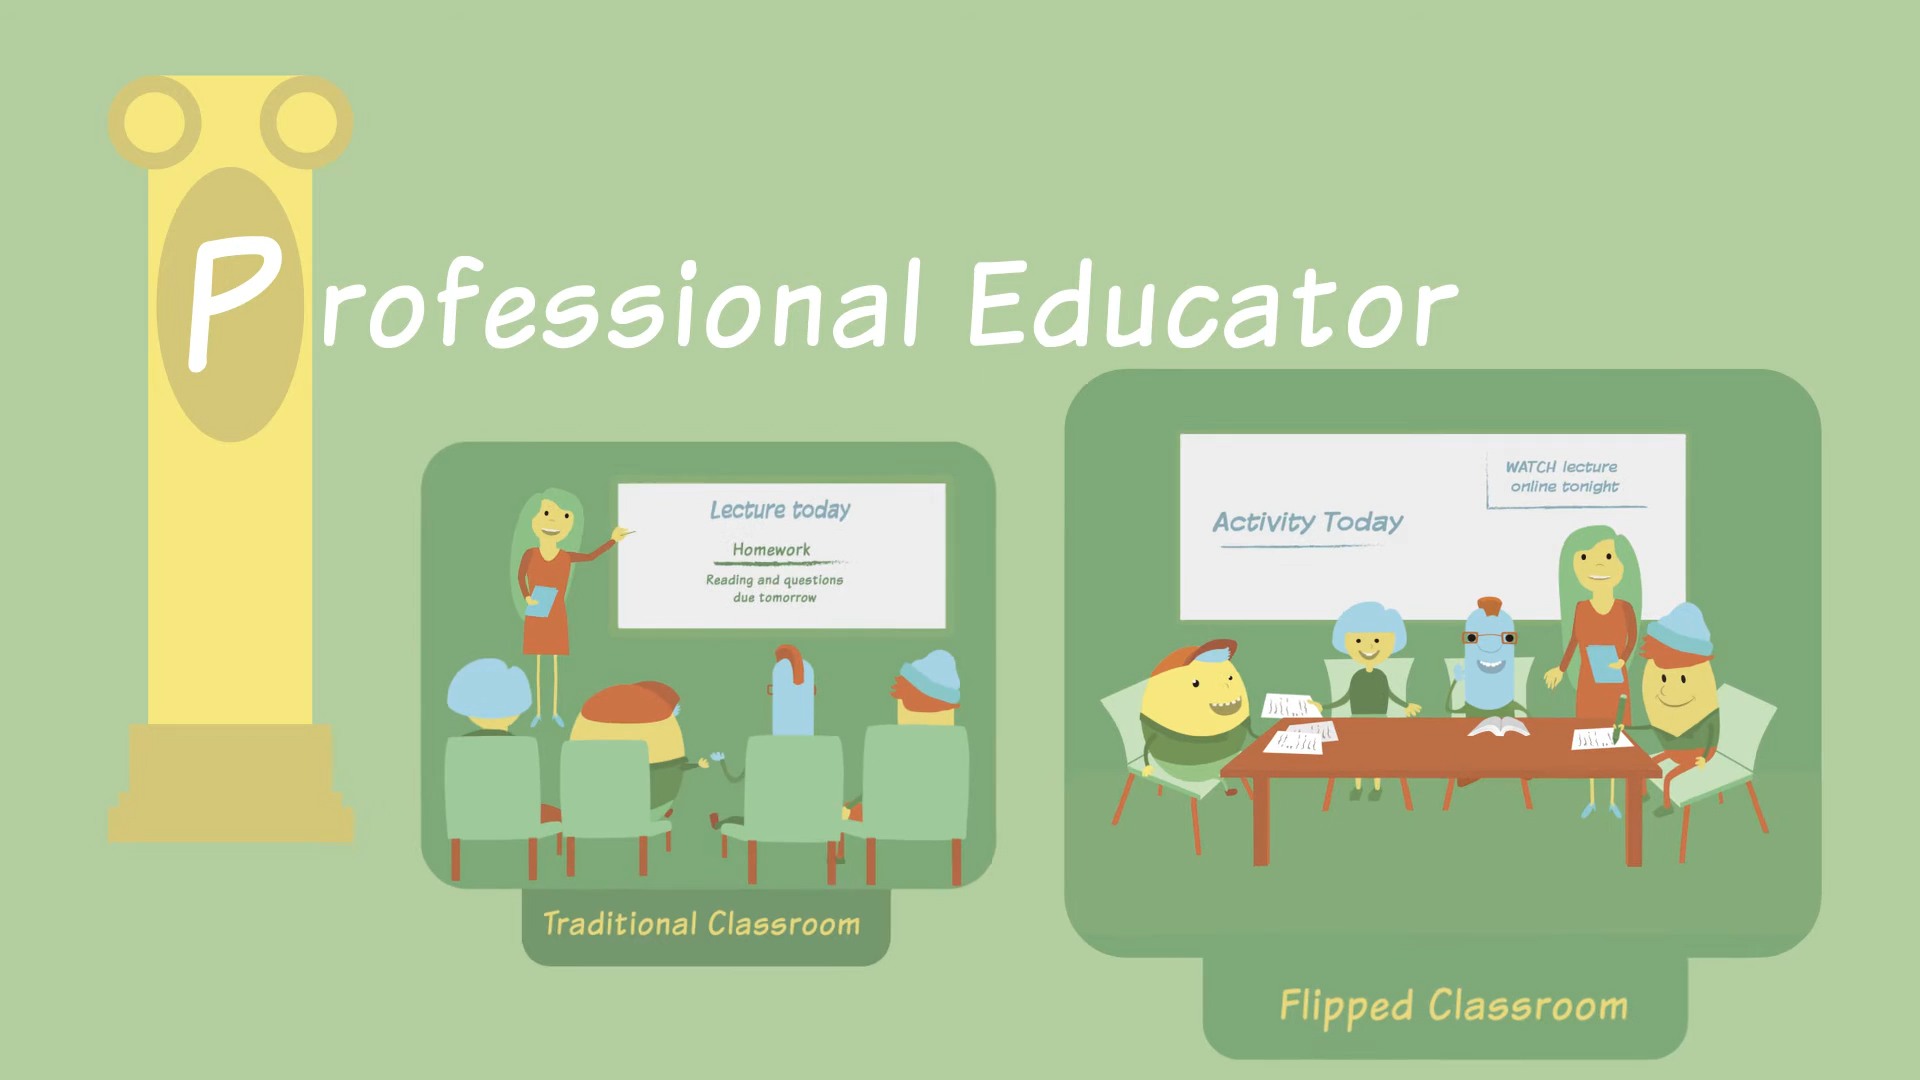 Professional Educator
Lecture today
Homework
Reading and questions
due tomorrow
Traditional Classroom
WATCH lecture
online tonight
Activity Today
Flipped Classroom